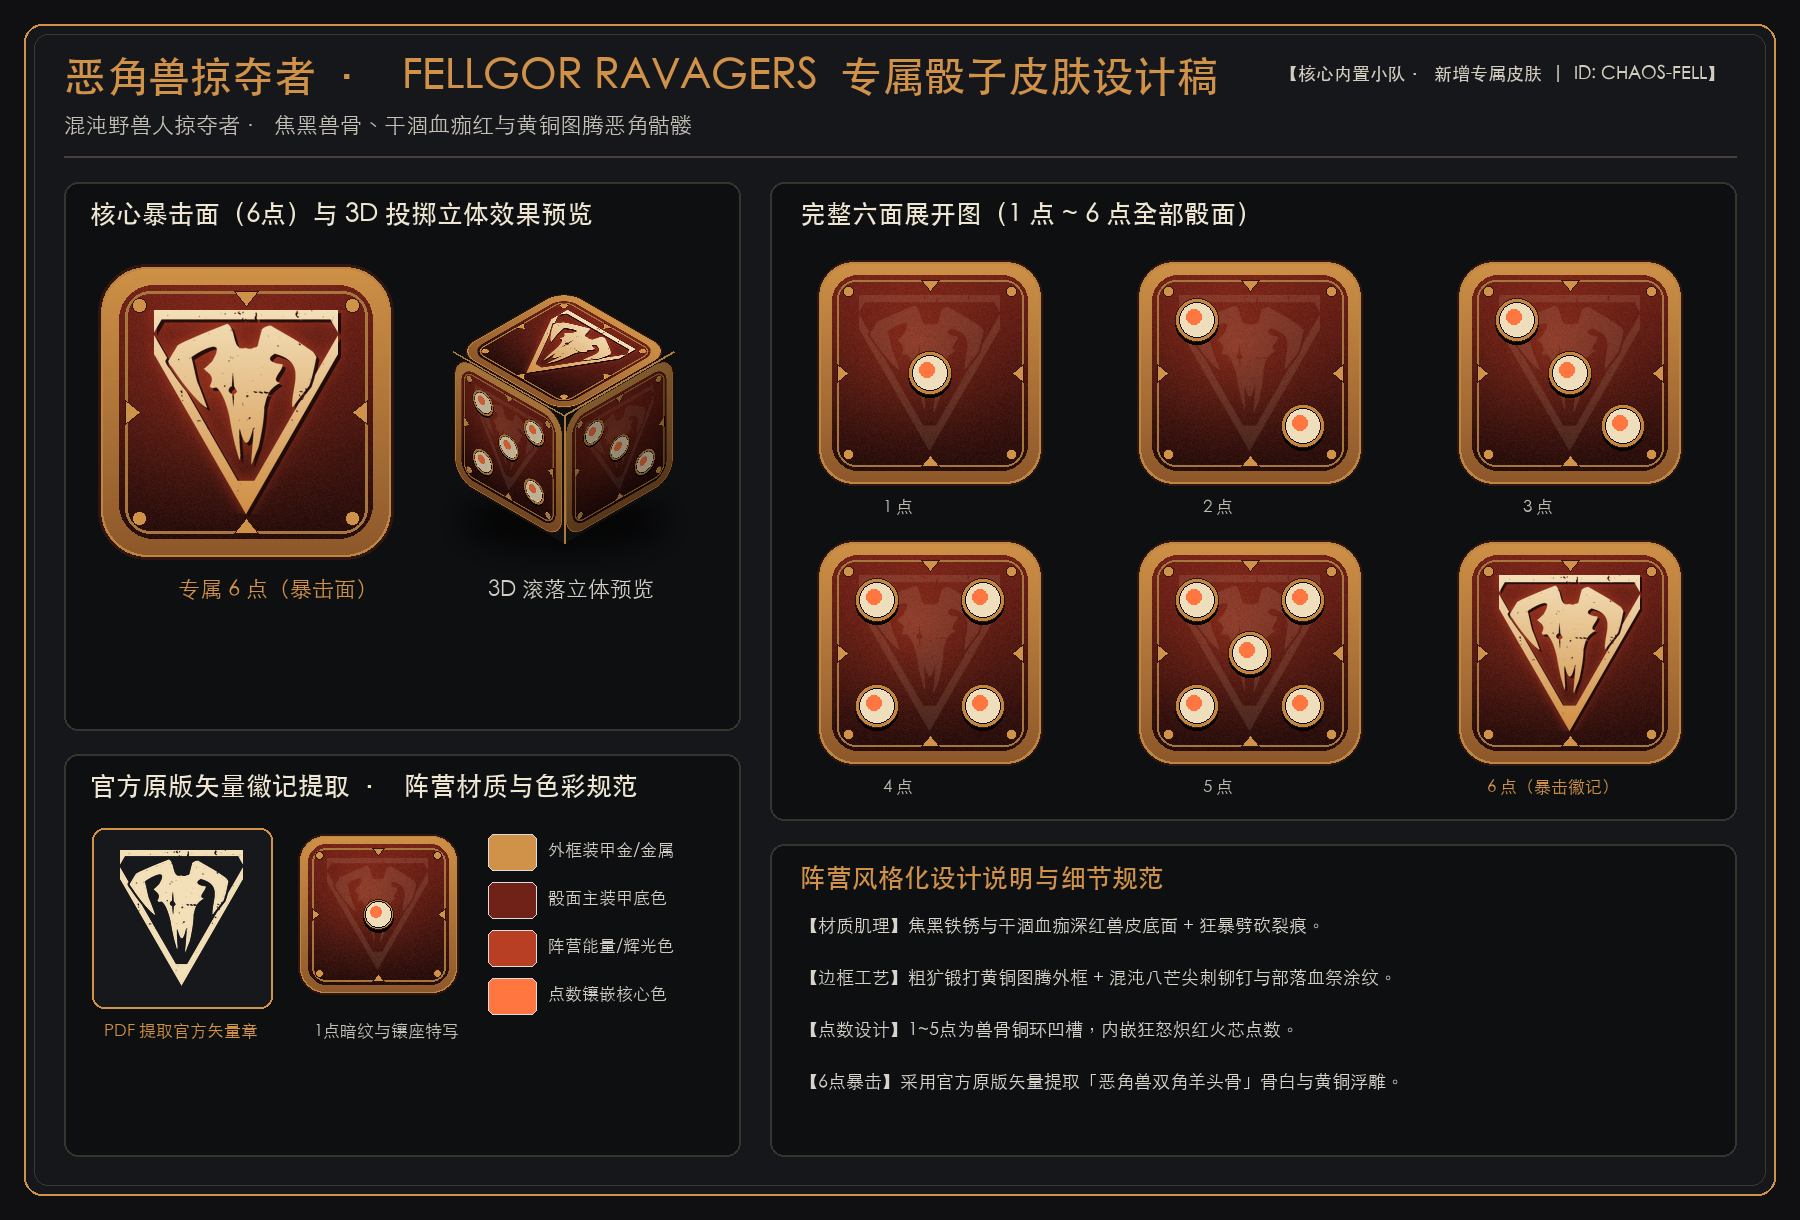 恶角兽掠夺者 · FELLGOR RAVAGERS 专属骰子皮肤设计稿
【核心内置小队 · 新增专属皮肤 | ID: CHAOS-FELL】
混沌野兽人掠夺者 · 焦黑兽骨、干涸血痂红与黄铜图腾恶角骷髅
核心暴击面（6点）与 3D 投掷立体效果预览
专属 6 点（暴击面）
3D 滚落立体预览
完整六面展开图（1 点 ~ 6 点全部骰面）
1 点
2 点
3 点
4 点
5 点
6 点（暴击徽记）
官方原版矢量徽记提取 · 阵营材质与色彩规范
外框装甲金/金属
骰面主装甲底色
阵营能量/辉光色
点数镶嵌核心色
PDF 提取官方矢量章
1点暗纹与镶座特写
阵营风格化设计说明与细节规范
【材质肌理】焦黑铁锈与干涸血痂深红兽皮底面 + 狂暴劈砍裂痕。
【边框工艺】粗犷锻打黄铜图腾外框 + 混沌八芒尖刺铆钉与部落血祭涂纹。
【点数设计】1~5点为兽骨铜环凹槽，内嵌狂怒炽红火芯点数。
【6点暴击】采用官方原版矢量提取「恶角兽双角羊头骨」骨白与黄铜浮雕。